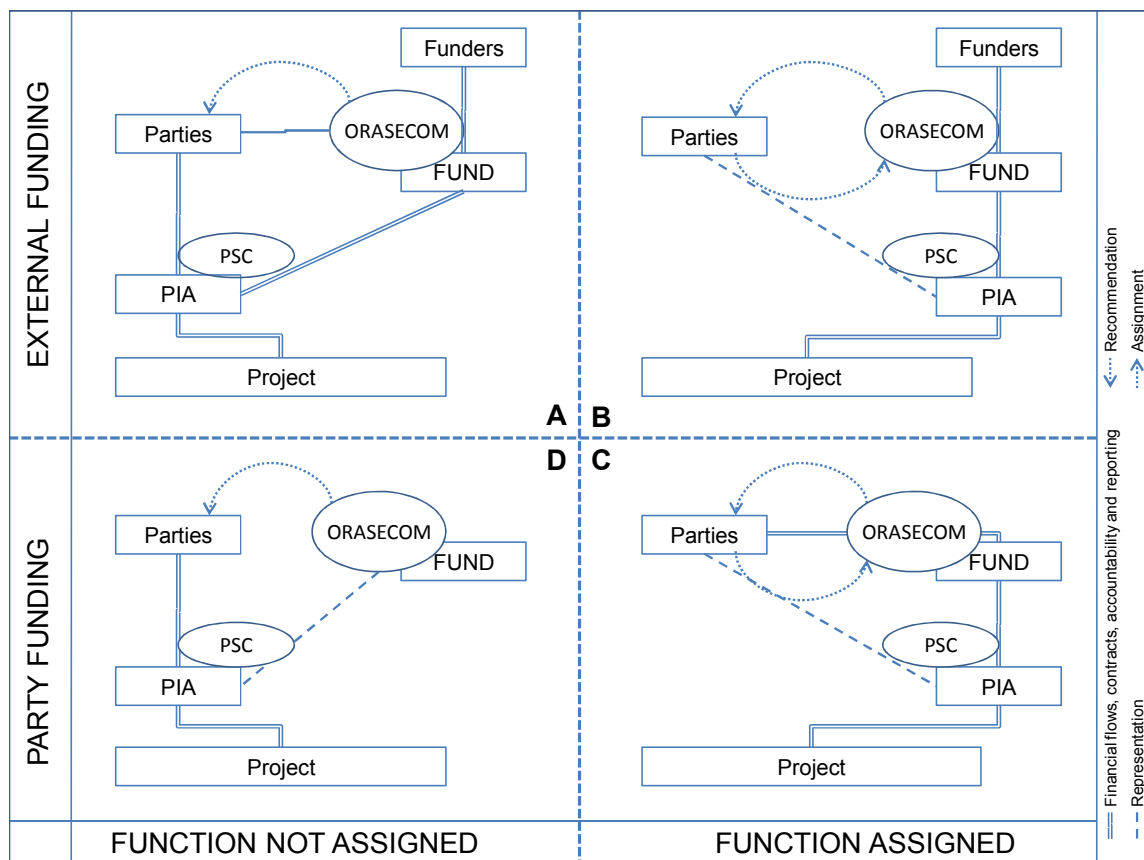 EXTERNAL FUNDING
Funders
Parties
ORASECOM
FUND
PSC
PIA
Project
A
Funders
Parties
ORASECOM
FUND
PSC
PIA
Project
B
PARTY FUNDING
D
Parties
ORASECOM
FUND
PSC
PIA
Project
C
Parties
ORASECOM
FUND
PSC
PIA
Project
FUNCTION NOT ASSIGNED
FUNCTION ASSIGNED
Financial flows, contracts, accountability and reporting
Representation
Recommendation
Assignment